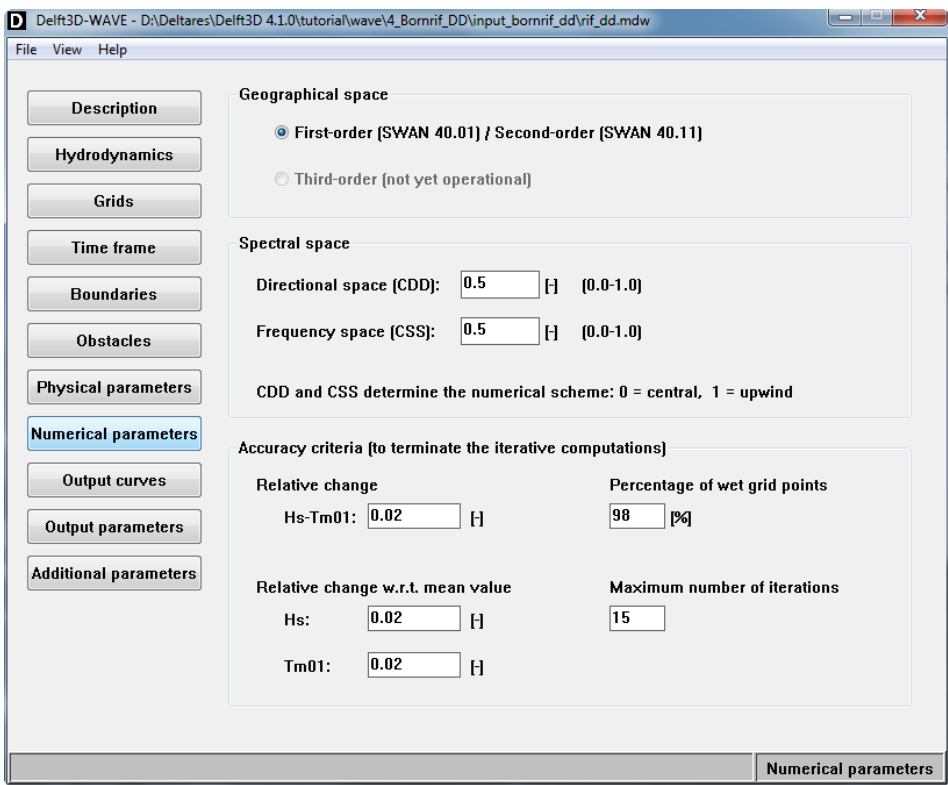 D Delft3D-WAVE - D:\Deltares\Delft3D 4.1.0\tutorial\wave\4_Bornrif_DD\input_bornrif_dd\rif_dd.mdw
File View Help
Description
Hydrodynamics
Grids
Time frame
Boundaries
Obstacles
Physical parameters
Numerical parameters
Output curves
Output parameters
Additional parameters
Geographical space
First-order (SWAN 40.01) / Second-order (SWAN 40.11)
Third-order (not yet operational)
Spectral space
Directional space (CDD): 0.5 [-] (0.0-1.0)
Frequency space (CSS): 0.5 [-] (0.0-1.0)
CDD and CSS determine the numerical scheme: 0 = central, 1 = upwind
Accuracy criteria (to terminate the iterative computations)
Relative change Percentage of wet grid points
Hs-Tm01: 0.02 [-] 98 [%]
Relative change w.r.t. mean value Maximum number of iterations
Hs: 0.02 [-] 15
Tm01: 0.02 [-]
Numerical parameters